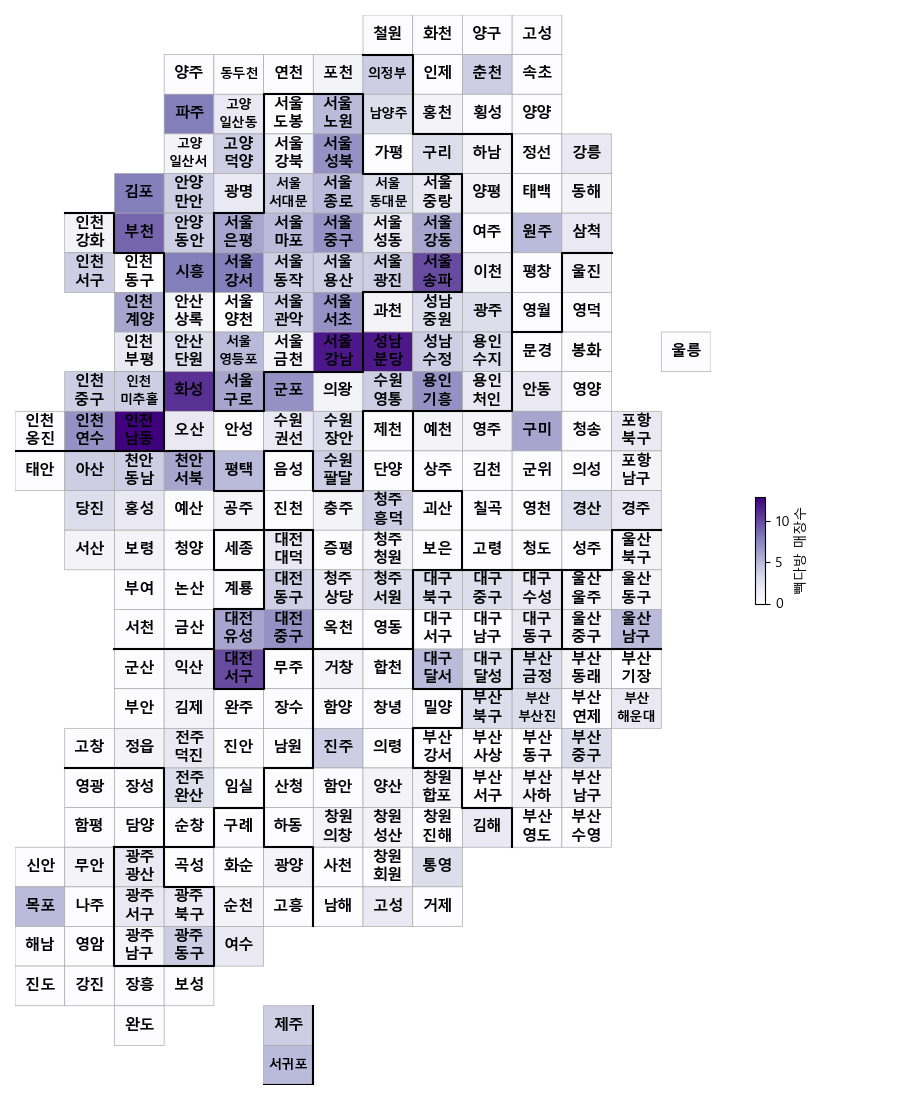 철원 화천 양구 고성
양주 동두천 연천 포천 의정부 인제 춘천 속초
파주 고양 일산동 서울 도봉 서울 노원 남양주 홍천 횡성 양양
고양 일산서 고양 덕양 서울 강북 서울 성북 가평 구리 하남 정선 강릉
김포 안양 만안 광명 서울 서대문 서울 종로 서울 동대문 서울 중랑 양평 태백 동해
인천 강화 부천 안양 동안 서울 은평 서울 마포 서울 중구 서울 성동 서울 강동 여주 원주 삼척
인천 서구 인천 동구 시흥 서울 강서 서울 동작 서울 용산 서울 광진 서울 송파 이천 평창 울진
인천 계양 안산 상록 서울 양천 서울 관악 서울 서초 과천 성남 중원 광주 영월 영덕
인천 부평 안산 단원 서울 영등포 서울 금천 서울 강남 성남 분당 성남 수정 용인 수지 문경 봉화 울릉
인천 중구 인천 미추홀 화성 서울 구로 군포 의왕 수원 영통 용인 기흥 용인 처인 안동 영양
인천 옹진 인천 연수 인천 남동 오산 안성 수원 권선 수원 장안 제천 예천 영주 구미 청송 포항 북구
태안 아산 천안 동남 천안 서북 평택 음성 수원 팔달 단양 상주 김천 군위 의성 포항 남구
당진 홍성 예산 공주 진천 충주 청주 흥덕 괴산 칠곡 영천 경산 경주
서산 보령 청양 세종 대전 대덕 증평 청주 청원 보은 고령 청도 성주 울산 북구
부여 논산 계룡 대전 동구 청주 상당 청주 서원 대구 북구 대구 중구 대구 수성 울산 울주 울산 동구
서천 금산 대전 유성 대전 중구 옥천 영동 대구 서구 대구 남구 대구 동구 울산 중구 울산 남구
군산 익산 대전 서구 무주 거창 합천 대구 달서 대구 달성 부산 금정 부산 동래 부산 기장
부안 김제 완주 장수 함양 창녕 밀양 부산 북구 부산 부산진 부산 연제 부산 해운대
고창 정읍 전주 덕진 진안 남원 진주 의령 부산 강서 부산 사상 부산 동구 부산 중구
영광 장성 전주 완산 임실 산청 함안 양산 창원 합포 부산 서구 부산 사하 부산 남구
함평 담양 순창 구례 하동 창원 의창 창원 성산 창원 진해 김해 부산 영도 부산 수영
신안 무안 광주 광산 곡성 화순 광양 사천 창원 회원 통영
목포 나주 광주 서구 광주 북구 순천 고흥 남해 고성 거제
해남 영암 광주 남구 광주 동구 여수
진도 강진 장흥 보성
완도 제주
서귀포
10
5
0
빽다방 매장수